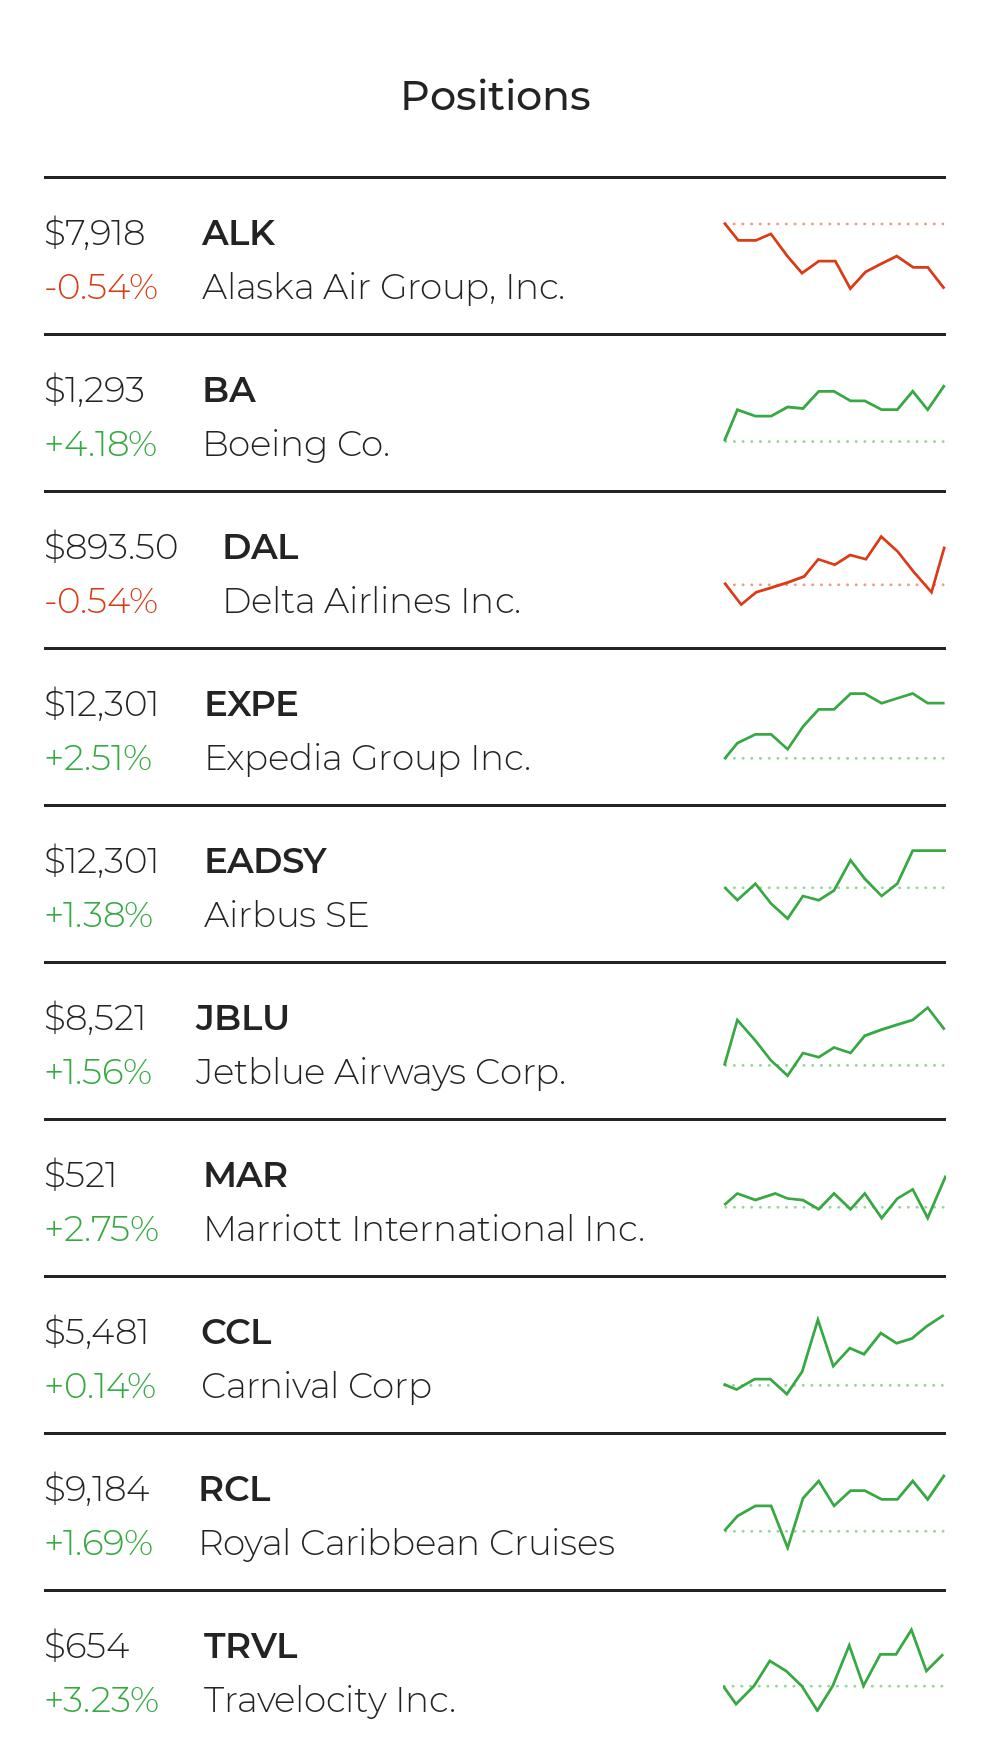 Positions
$7,918 ALK
-0.54% Alaska Air Group, Inc.
$1,293 BA
+4.18% Boeing Co.
$893.50 DAL
-0.54% Delta Airlines Inc.
$12,301 EXPE
+2.51% Expedia Group Inc.
$12,301 EADSY
+1.38% Airbus SE
$8,521 JBLU
+1.56% Jetblue Airways Corp.
$521 MAR
+2.75% Marriott International Inc.
$5,481 CCL
+0.14% Carnival Corp
$9,184 RCL
+1.69% Royal Caribbean Cruises
$654 TRVL
+3.23% Travelocity Inc.